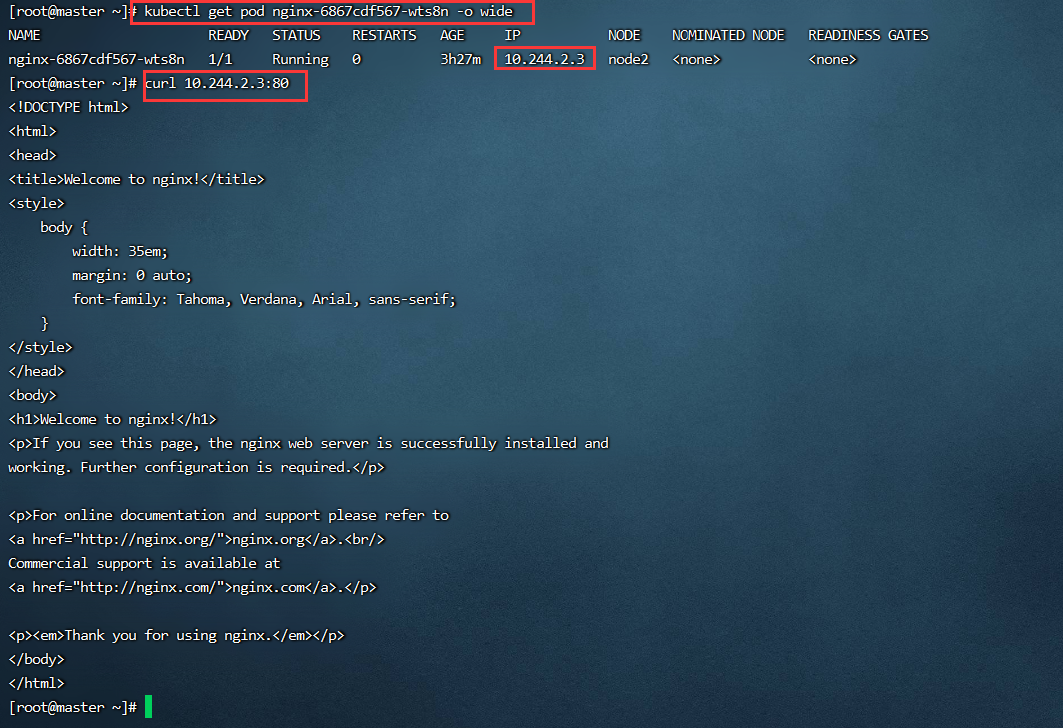 [root@master ~]# kubectl get pod nginx-6867cdf567-wts8n -o wide
NAME                     READY   STATUS    RESTARTS   AGE     IP           NODE    NOMINATED NODE   READINESS GATES
nginx-6867cdf567-wts8n   1/1     Running   0          3h27m   10.244.2.3   node2   <none>           <none>
[root@master ~]# curl 10.244.2.3:80
<!DOCTYPE html>
<html>
<head>
<title>Welcome to nginx!</title>
<style>
    body {
        width: 35em;
        margin: 0 auto;
        font-family: Tahoma, Verdana, Arial, sans-serif;
    }
</style>
</head>
<body>
<h1>Welcome to nginx!</h1>
<p>If you see this page, the nginx web server is successfully installed and
working. Further configuration is required.</p>

<p>For online documentation and support please refer to
<a href="http://nginx.org/">nginx.org</a>.<br/>
Commercial support is available at
<a href="http://nginx.com/">nginx.com</a>.</p>

<p><em>Thank you for using nginx.</em></p>
</body>
</html>
[root@master ~]#